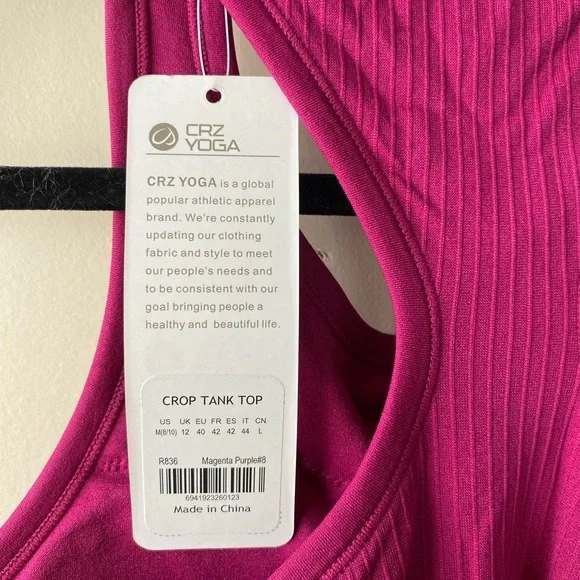 CRZ
YOGA
CRZ YOGA is a global
popular athletic apparel
brand. We're constantly
updating our clothing
fabric and style to meet
our people's needs and
to be consistent with our
goal bringing people a
healthy and beautiful life.
CROP TANK TOP
US UK EU FR ES IT CN
M(8/10) 12 40 42 42 44 L
R836 Magenta Purple#8
6941923260123
Made in China